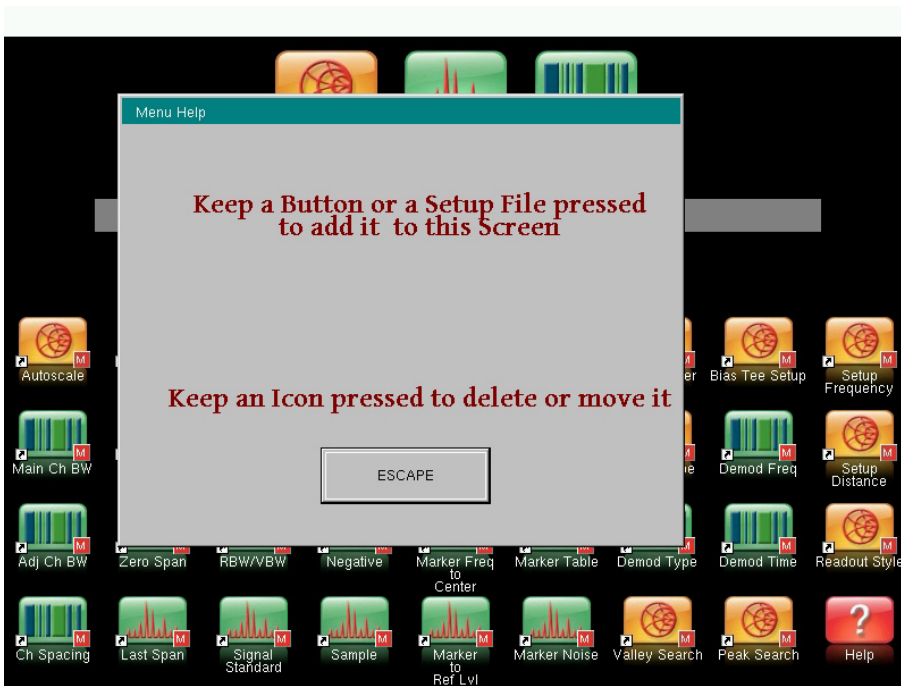 Menu Help
Keep a Button or a Setup File pressed
to add it to this Screen
Keep an Icon pressed to delete or move it
ESCAPE
Autoscale
er
Bias Tee Setup
Setup
Frequency
Main Ch BW
e
Demod Freq
Setup
Distance
Adj Ch BW
Zero Span
RBW/VBW
Negative
Marker Freq
to
Center
Marker Table
Demod Type
Demod Time
Readout Style
Ch Spacing
Last Span
Signal
Standard
Sample
Marker
to
Ref Lvl
Marker Noise
Valley Search
Peak Search
?
Help